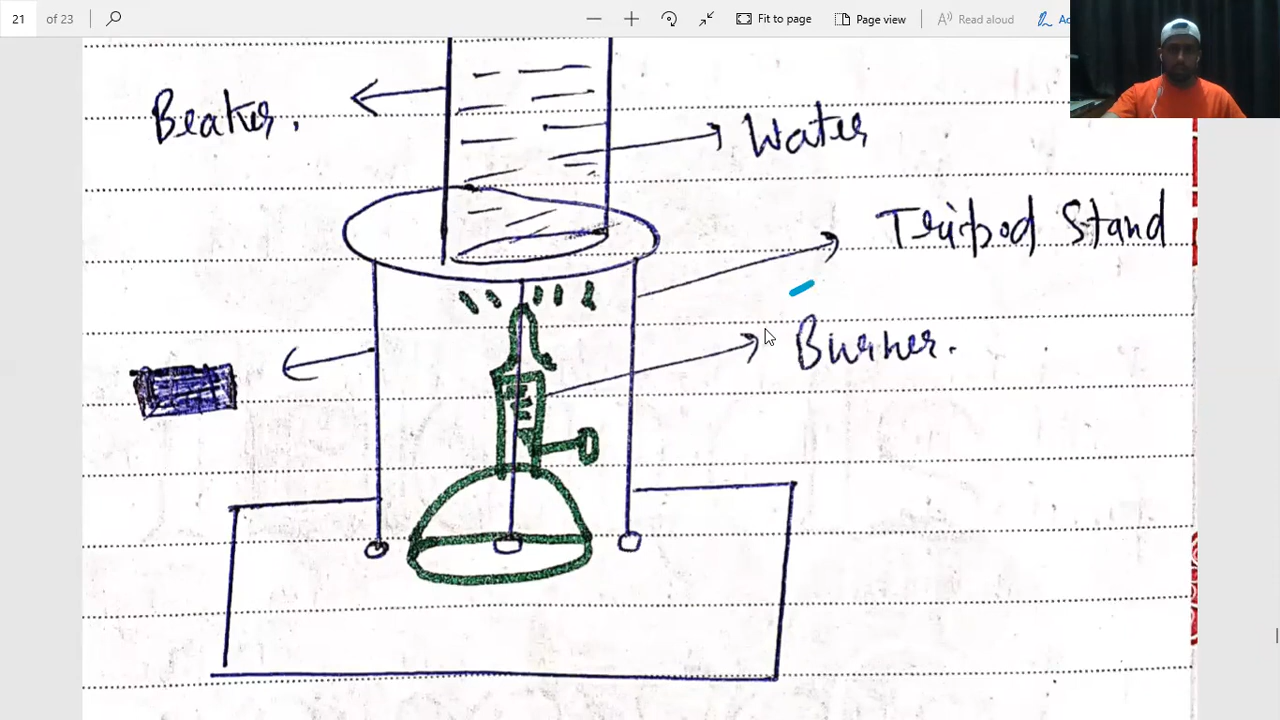 21 of 23
Fit to page
Page view
Read aloud
Beaker.
Water
Tripod Stand
Burner.